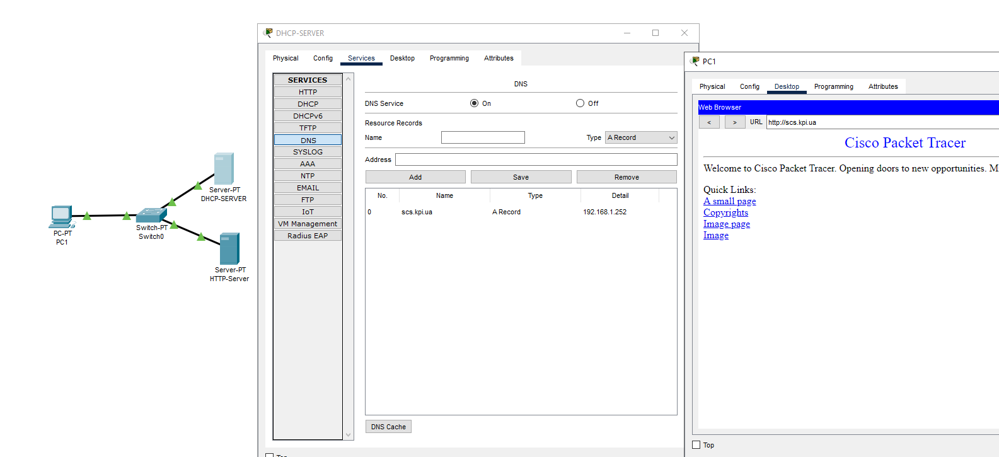 Server-PT
DHCP-SERVER
PC-PT
PC1
Switch-PT
Switch0
Server-PT
HTTP-Server
DHCP-SERVER
Physical Config Services Desktop Programming Attributes
SERVICES
HTTP
DHCP
DHCPv6
TFTP
DNS
SYSLOG
AAA
NTP
EMAIL
FTP
IoT
VM Management
Radius EAP
DNS
DNS Service On Off
Resource Records
Name Type A Record
Address
Add Save Remove
No. Name Type Detail
0 scs.kpi.ua A Record 192.168.1.252
DNS Cache
Top
PC1
Physical Config Desktop Programming Attributes
Web Browser
< > URL http://scs.kpi.ua
Cisco Packet Tracer
Welcome to Cisco Packet Tracer. Opening doors to new opportunities. M
Quick Links:
A small page
Copyrights
Image page
Image
Top